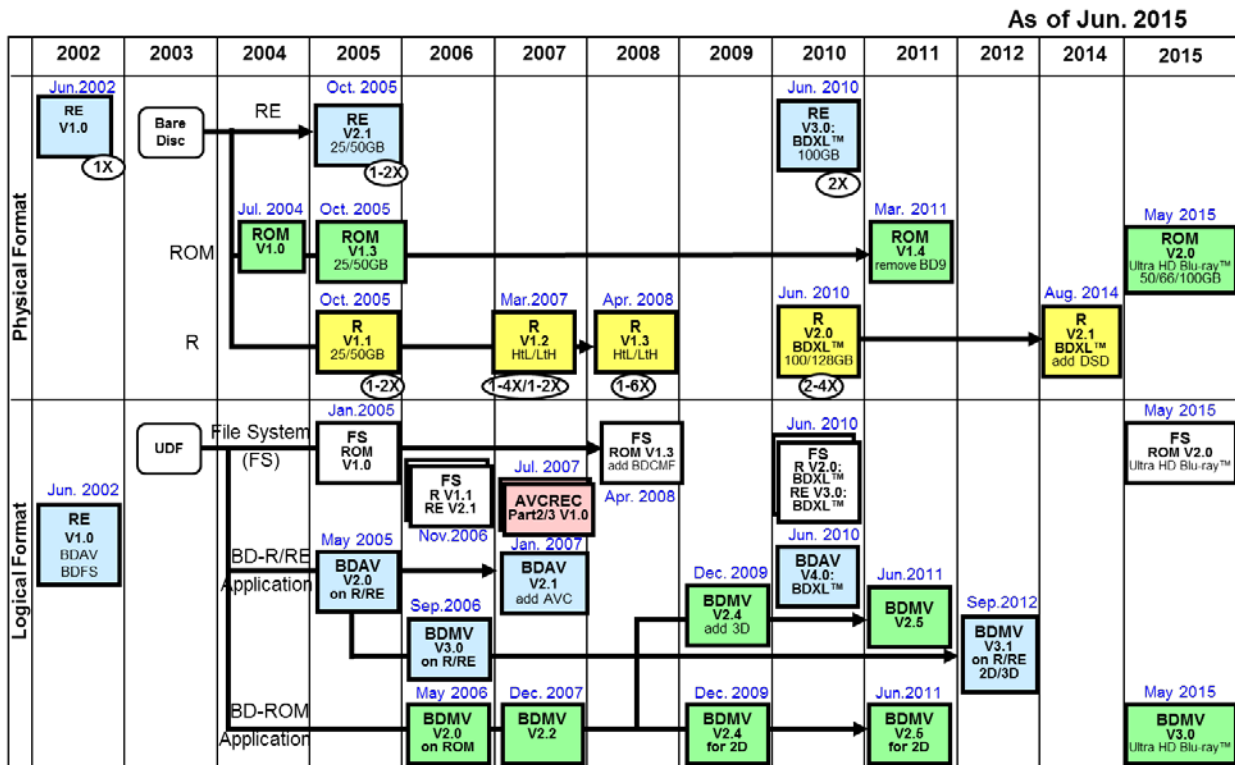 As of Jun. 2015
2002 2003 2004 2005 2006 2007 2008 2009 2010 2011 2012 2014 2015
Physical Format
Jun.2002
RE
V1.0
1X
Bare
Disc
RE
Oct. 2005
RE
V2.1
25/50GB
1-2X
Jun. 2010
RE
V3.0:
BDXL™
100GB
2X
ROM
Jul. 2004
ROM
V1.0
Oct. 2005
ROM
V1.3
25/50GB
Mar. 2011
ROM
V1.4
remove BD9
May 2015
ROM
V2.0
Ultra HD Blu-ray™
50/66/100GB
R
Oct. 2005
R
V1.1
25/50GB
1-2X
Mar.2007
R
V1.2
HtL/LtH
1-4X/1-2X
Apr. 2008
R
V1.3
HtL/LtH
1-6X
Jun. 2010
R
V2.0
BDXL™
100/128GB
2-4X
Aug. 2014
R
V2.1
BDXL™
add DSD
Logical Format
Jun. 2002
RE
V1.0
BDAV
BDFS
UDF
File System
(FS)
Jan.2005
FS
ROM
V1.0
FS
R V1.1
RE V2.1
Nov.2006
Jul. 2007
AVCREC
Part2/3 V1.0
FS
ROM V1.3
add BDCMF
Apr. 2008
Jun. 2010
FS
R V2.0:
BDXL™
RE V3.0:
BDXL™
May 2015
FS
ROM V2.0
Ultra HD Blu-ray™
BD-R/RE
Application
May 2005
BDAV
V2.0
on R/RE
Jan. 2007
BDAV
V2.1
add AVC
Jun. 2010
BDAV
V4.0:
BDXL™
Sep.2006
BDMV
V3.0
on R/RE
Dec. 2009
BDMV
V2.4
add 3D
Jun.2011
BDMV
V2.5
Sep.2012
BDMV
V3.1
on R/RE
2D/3D
BD-ROM
Application
May 2006
BDMV
V2.0
on ROM
Dec. 2007
BDMV
V2.2
Dec. 2009
BDMV
V2.4
for 2D
Jun.2011
BDMV
V2.5
for 2D
May 2015
BDMV
V3.0
Ultra HD Blu-ray™